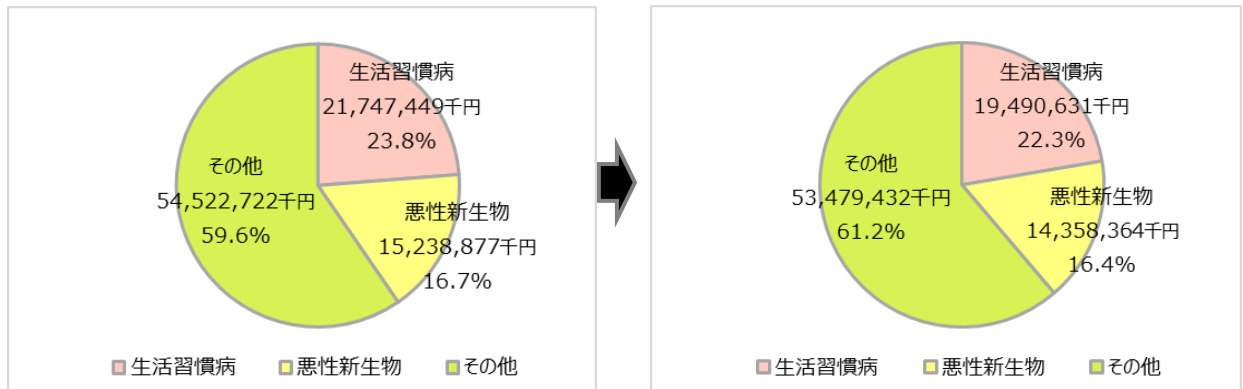 生活習慣病
21,747,449千円
23.8%
その他
54,522,722千円
59.6%
悪性新生物
15,238,877千円
16.7%
生活習慣病 悪性新生物 その他
生活習慣病
19,490,631千円
22.3%
その他
53,479,432千円
61.2%
悪性新生物
14,358,364千円
16.4%
生活習慣病 悪性新生物 その他